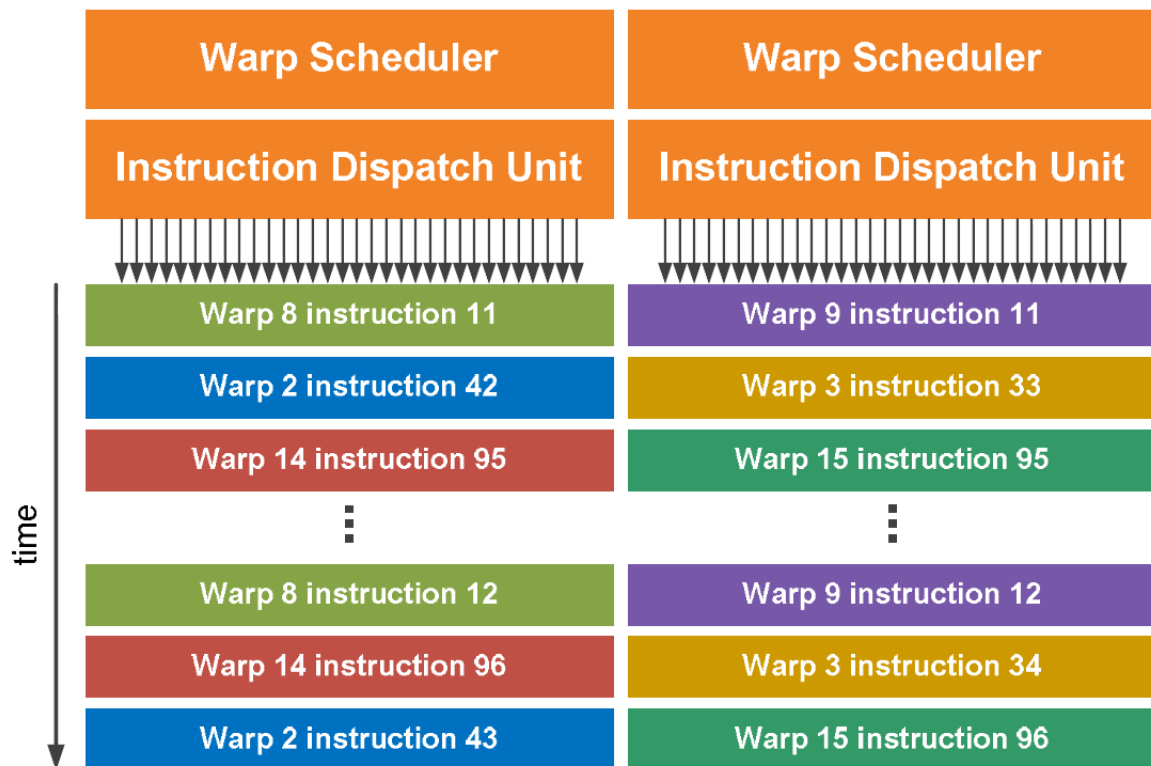 Warp Scheduler
Warp Scheduler
Instruction Dispatch Unit
Instruction Dispatch Unit
time
Warp 8 instruction 11
Warp 9 instruction 11
Warp 2 instruction 42
Warp 3 instruction 33
Warp 14 instruction 95
Warp 15 instruction 95
Warp 8 instruction 12
Warp 9 instruction 12
Warp 14 instruction 96
Warp 3 instruction 34
Warp 2 instruction 43
Warp 15 instruction 96